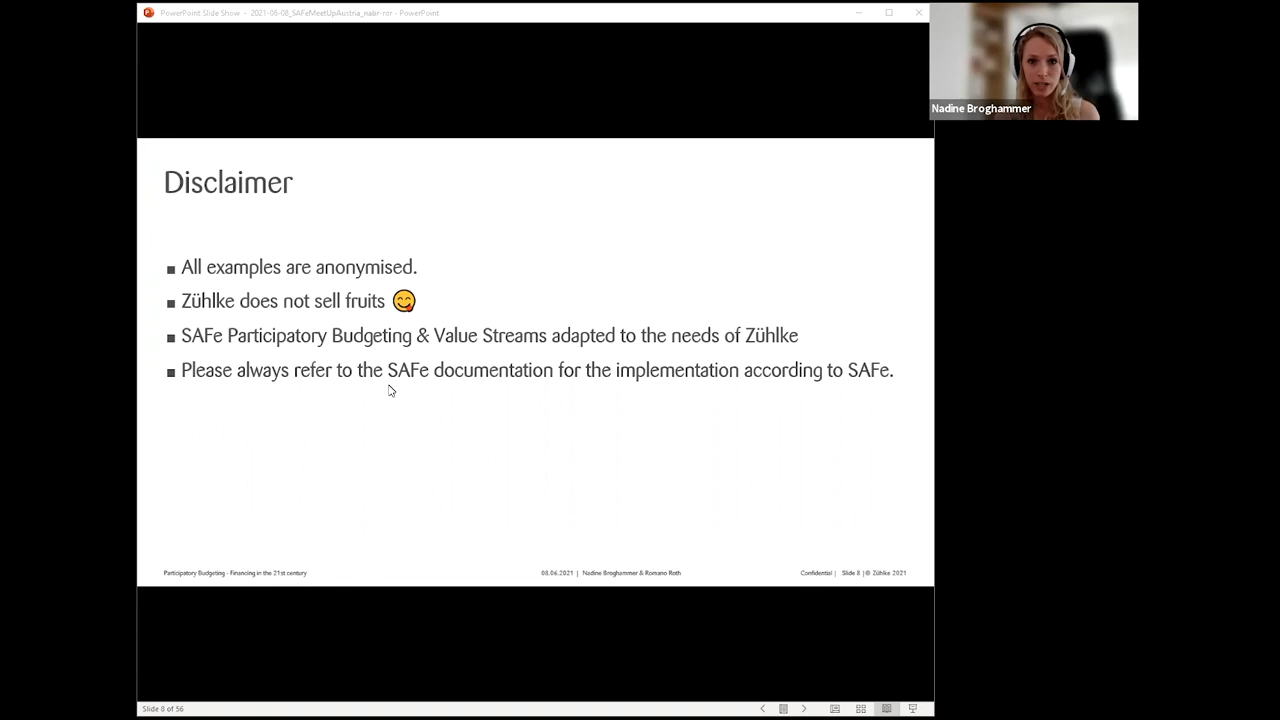 PowerPoint Slide Show - 2021-06-08_SAFeMeetUpAustria_nabr-ror - PowerPoint
Nadine Broghammer
Disclaimer
All examples are anonymised.
Zühlke does not sell fruits 😋
SAFe Participatory Budgeting & Value Streams adapted to the needs of Zühlke
Please always refer to the SAFe documentation for the implementation according to SAFe.
Participatory Budgeting - Financing in the 21st century
08.06.2021 | Nadine Broghammer & Romano Roth
Confidential | Slide 8 | © Zühlke 2021
Slide 8 of 56